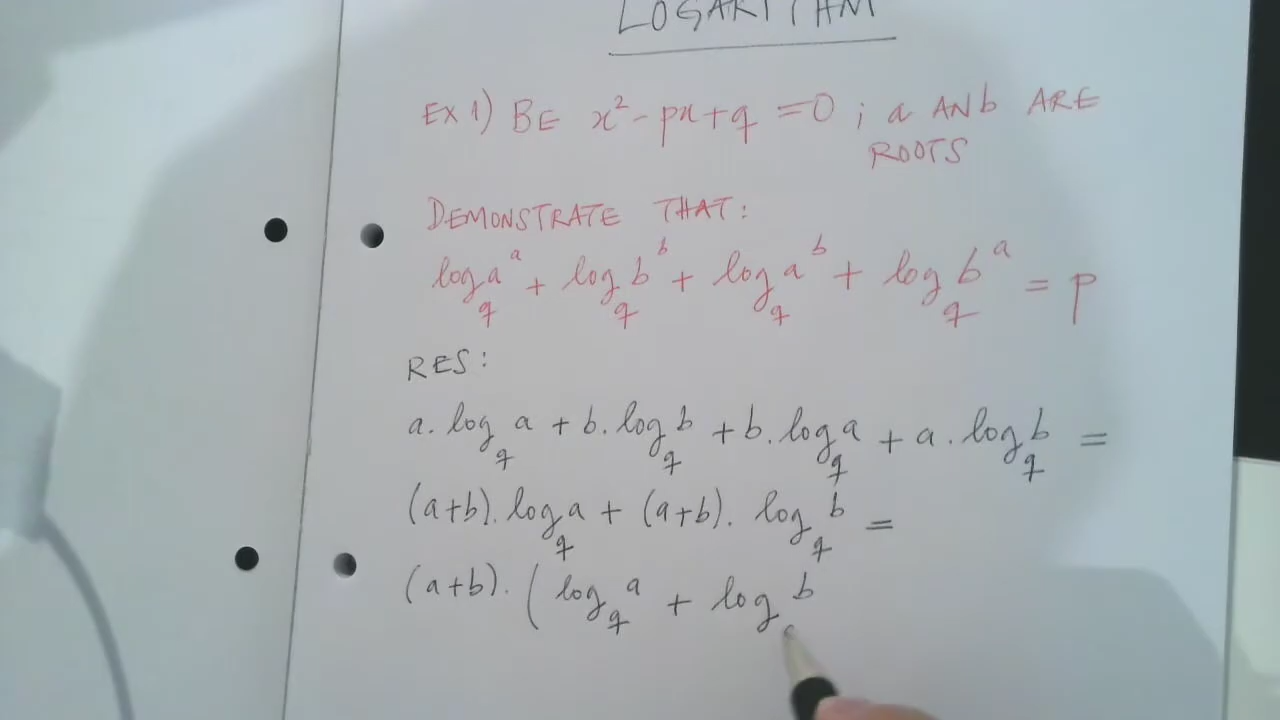 LOGARITHM
EX 1) BE x² - px + q = 0 ; a ANb ARE
ROOTS
DEMONSTRATE THAT:
log_q a^a + log_q b^b + log_q a^b + log_q b^a = p
RES:
a. log_q a + b. log_q b + b. log_q a + a. log_q b =
(a+b). log_q a + (a+b). log_q b =
(a+b). ( log_q a + log b